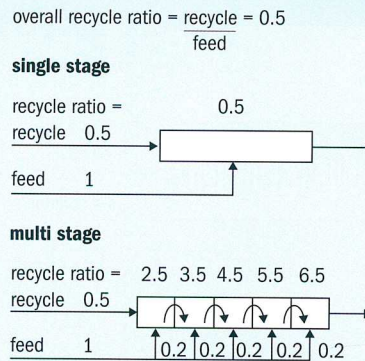 overall recycle ratio = recycle = 0.5
feed
single stage
recycle ratio = 0.5
recycle 0.5
feed 1
multi stage
recycle ratio = 2.5 3.5 4.5 5.5 6.5
recycle 0.5
feed 1 0.2 0.2 0.2 0.2 0.2